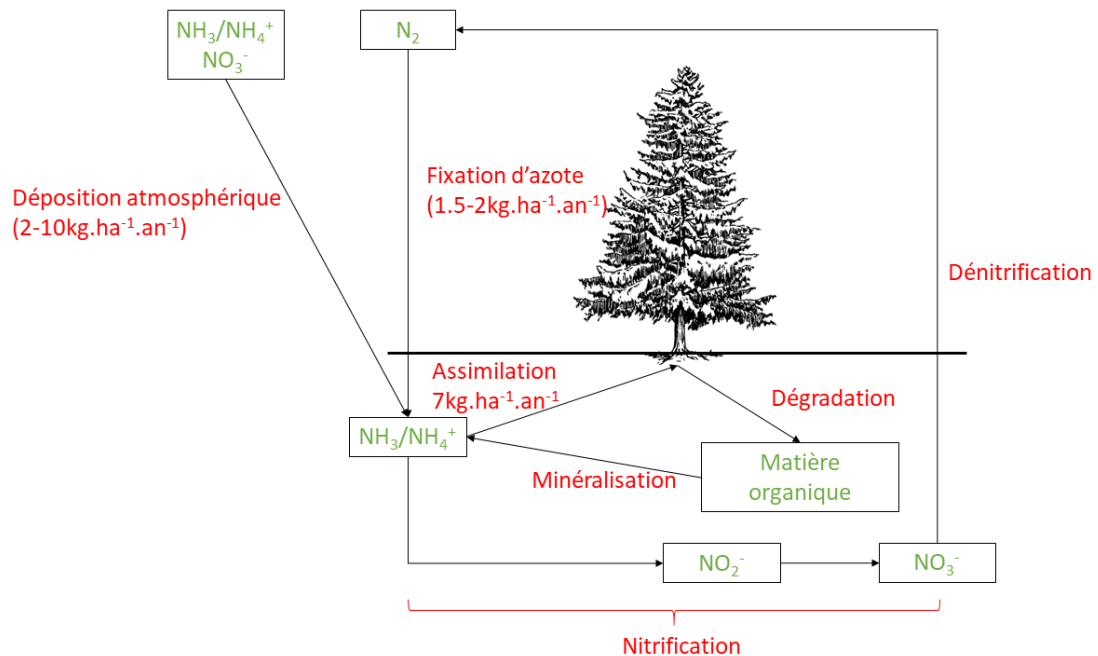 NH₃/NH₄⁺
NO₃⁻
N₂
Déposition atmosphérique
(2-10kg.ha⁻¹.an⁻¹)
Fixation d’azote
(1.5-2kg.ha⁻¹.an⁻¹)
Dénitrification
Assimilation
7kg.ha⁻¹.an⁻¹
Dégradation
NH₃/NH₄⁺
Minéralisation
Matière
organique
NO₂⁻
NO₃⁻
Nitrification